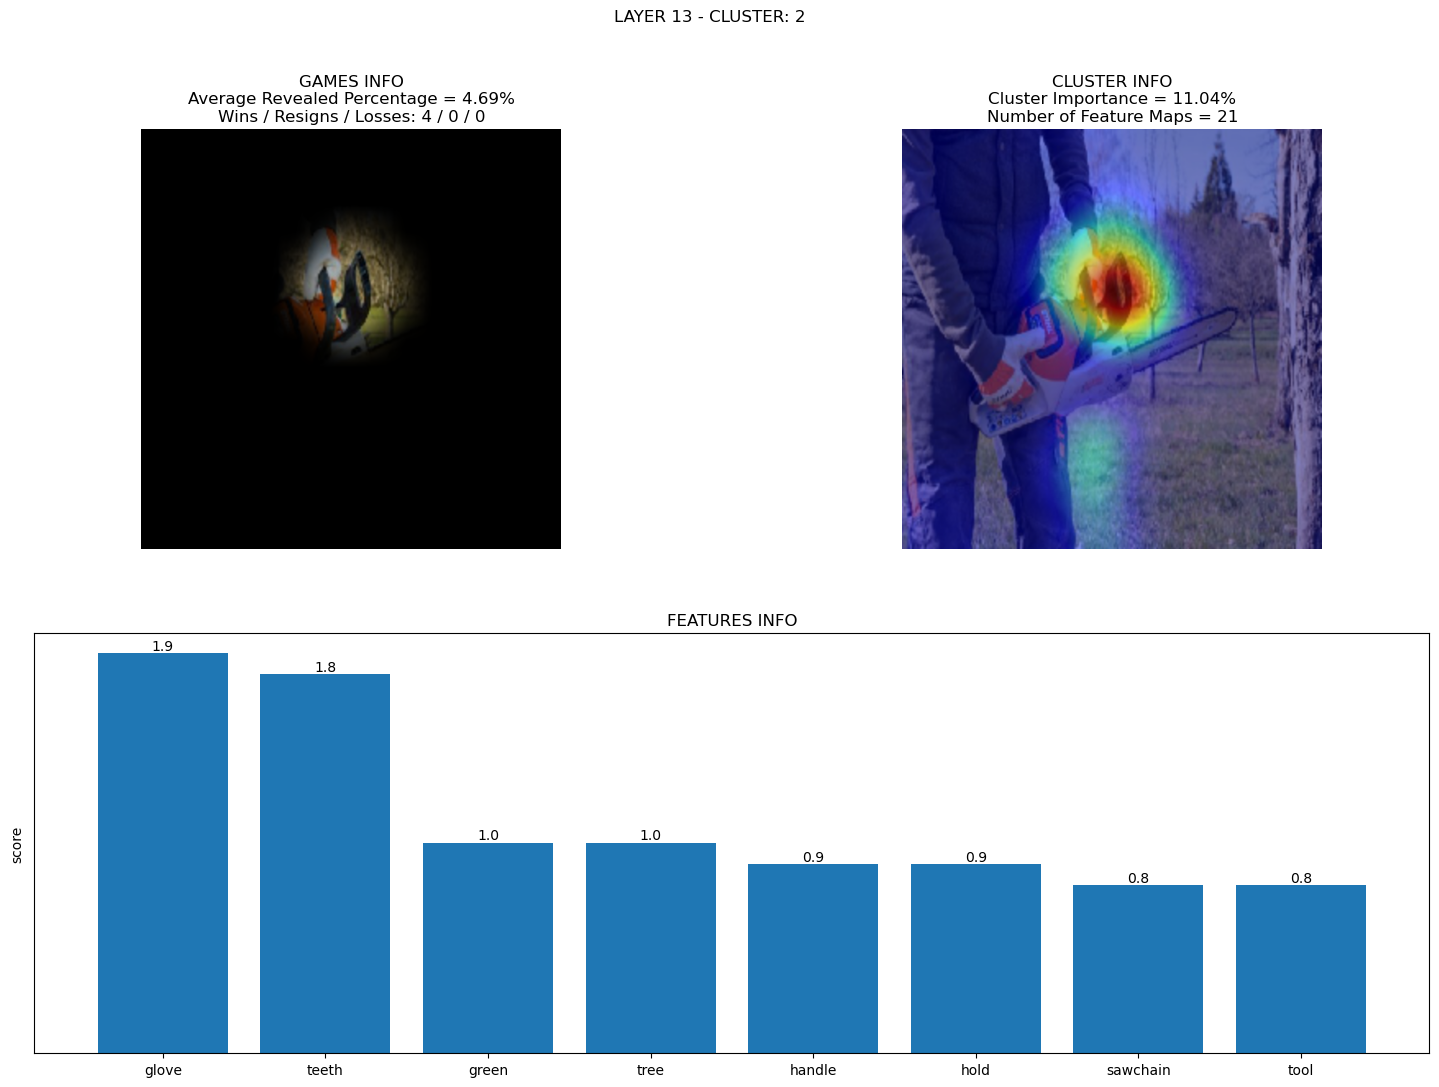 LAYER 13 - CLUSTER: 2
GAMES INFO
Average Revealed Percentage = 4.69%
Wins / Resigns / Losses: 4 / 0 / 0
CLUSTER INFO
Cluster Importance = 11.04%
Number of Feature Maps = 21
FEATURES INFO
score
1.9
1.8
1.0
1.0
0.9
0.9
0.8
0.8
glove
teeth
green
tree
handle
hold
sawchain
tool